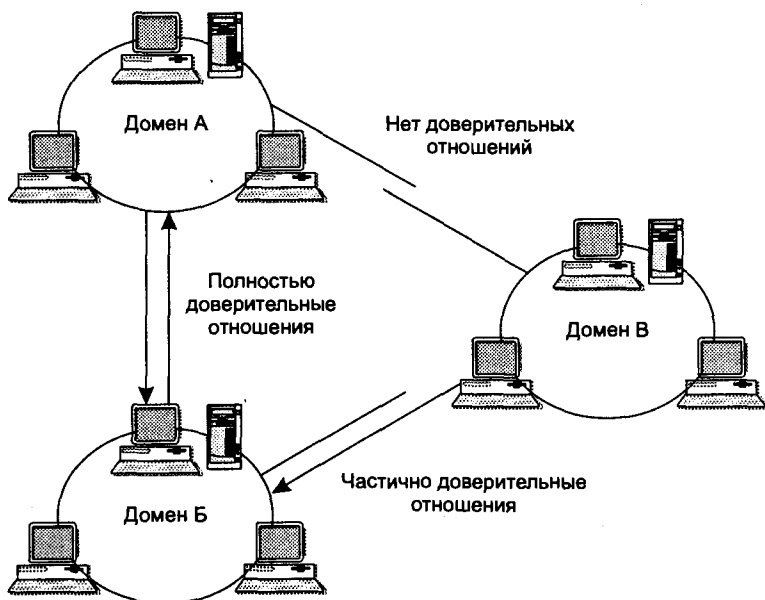 Домен А
Нет доверительных
отношений
Полностью
доверительные
отношения
Домен В
Частично доверительные
отношения
Домен Б